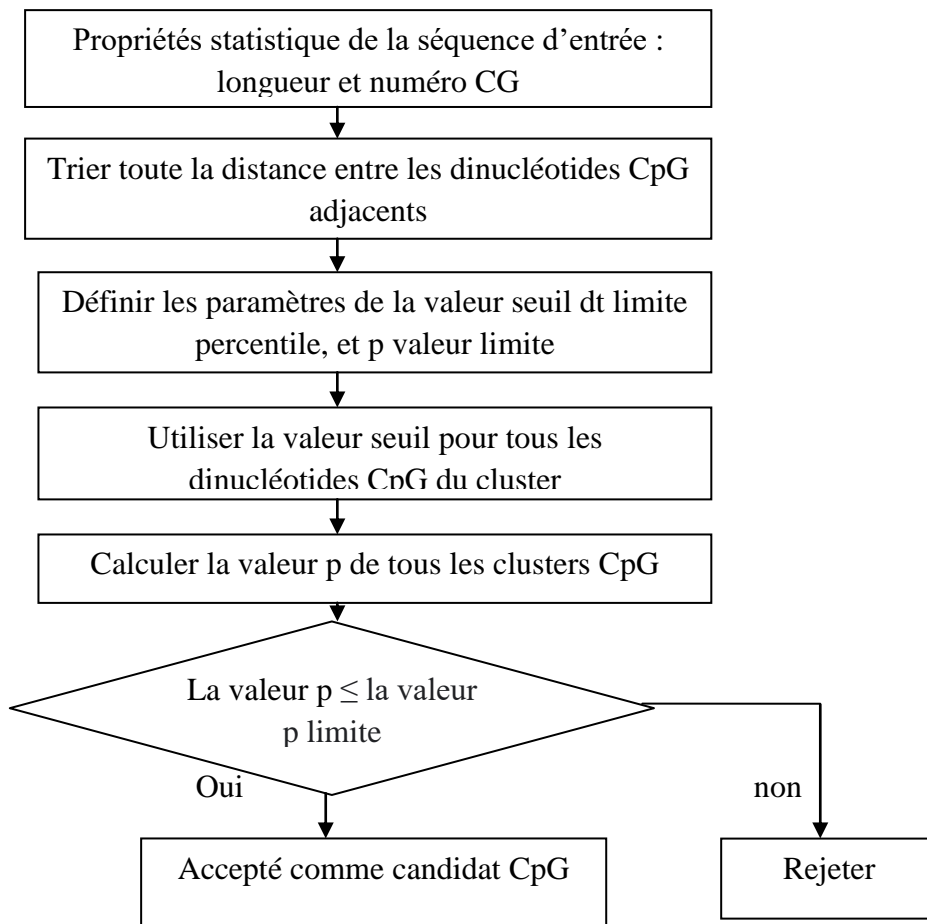 Propriétés statistique de la séquence d’entrée :
longueur et numéro CG
Trier toute la distance entre les dinucléotides CpG
adjacents
Définir les paramètres de la valeur seuil dt limite
percentile, et p valeur limite
Utiliser la valeur seuil pour tous les
dinucléotides CpG du cluster
Calculer la valeur p de tous les clusters CpG
La valeur p ≤ la valeur
p limite
Oui
non
Accepté comme candidat CpG
Rejeter